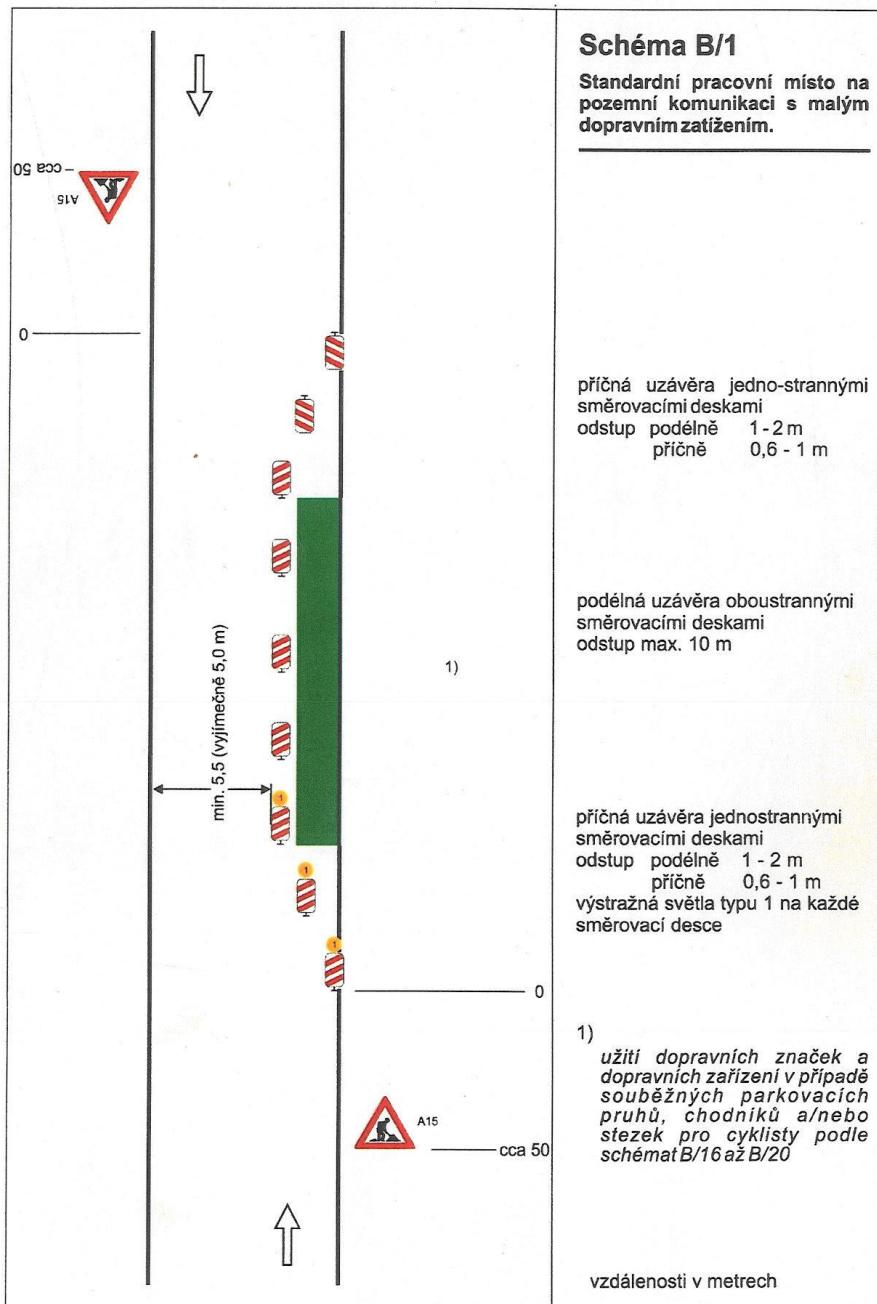 Schéma B/1
Standardní pracovní místo na
pozemní komunikaci s malým
dopravním zatížením.
cca 50
A15
0
příčná uzávěra jedno-strannými
směrovacími deskami
odstup podélně 1 - 2 m
příčně 0,6 - 1 m
podélná uzávěra oboustrannými
směrovacími deskami
odstup max. 10 m
1)
min. 5,5 (vyjímečně 5,0 m)
1
1
1
příčná uzávěra jednostrannými
směrovacími deskami
odstup podélně 1 - 2 m
příčně 0,6 - 1 m
výstražná světla typu 1 na každé
směrovací desce
0
A15
cca 50
1)
užití dopravních značek a
dopravních zařízení v případě
souběžných parkovacích
pruhů, chodníků a/nebo
stezek pro cyklisty podle
schémat B/16 až B/20
vzdálenosti v metrech